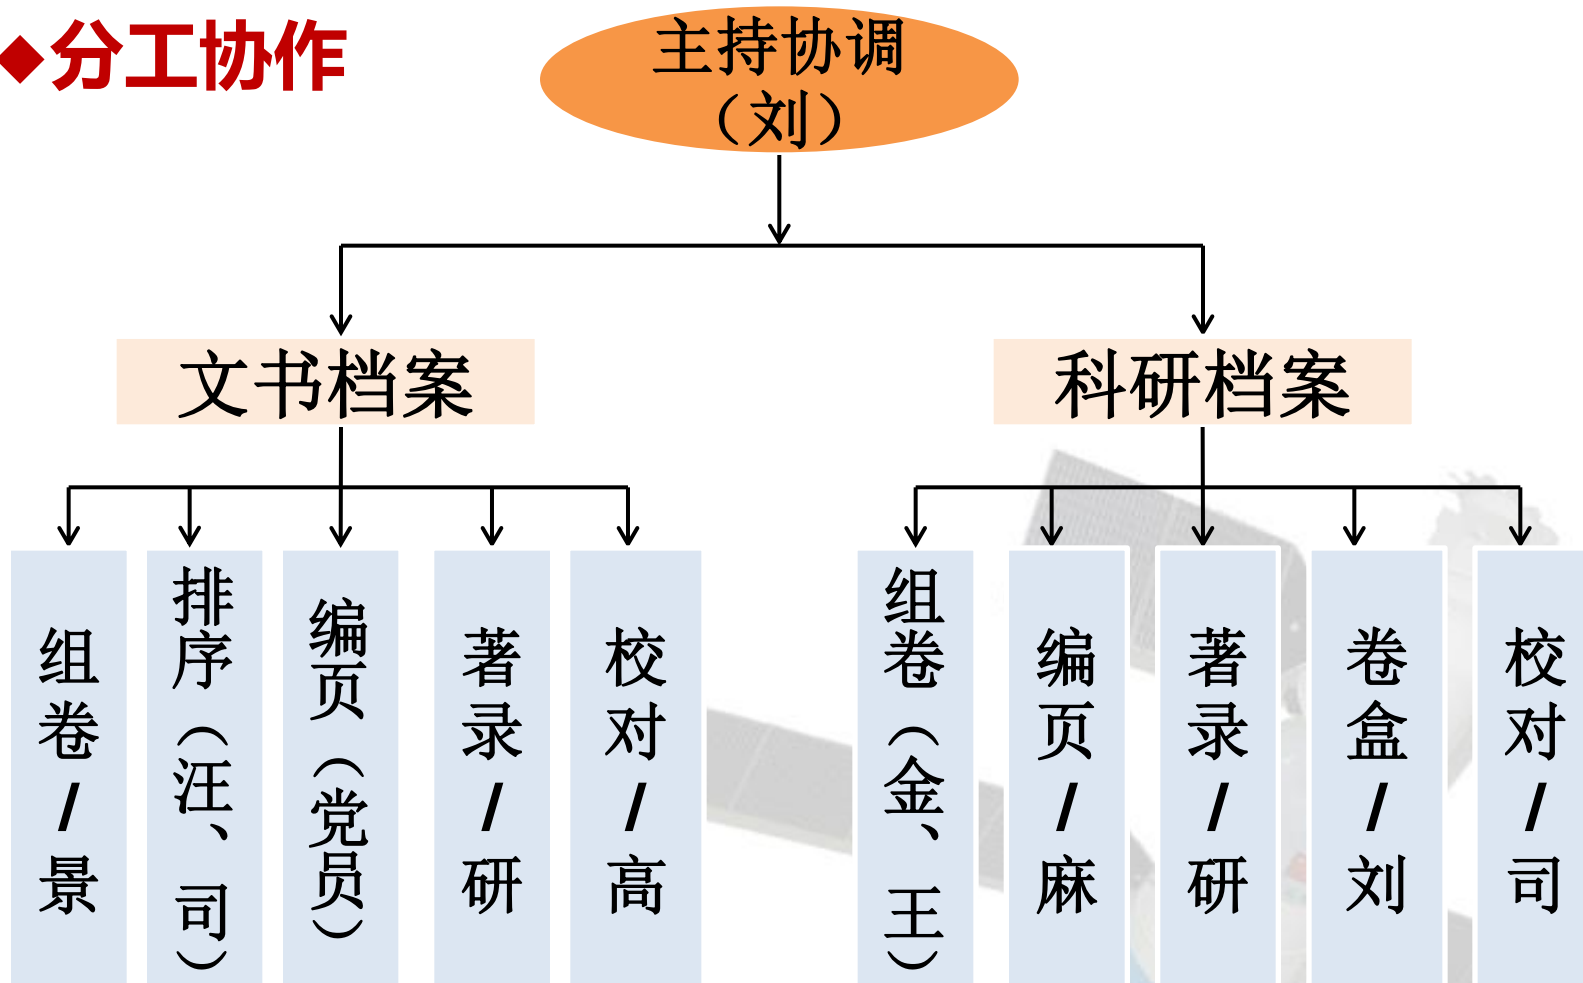 ◆分工协作
主持协调
（刘）
文书档案
科研档案
组卷/景
排序（汪、司）
编页（党员）
著录/研
校对/高
组卷（金、王）
编页/麻
著录/研
卷盒/刘
校对/司